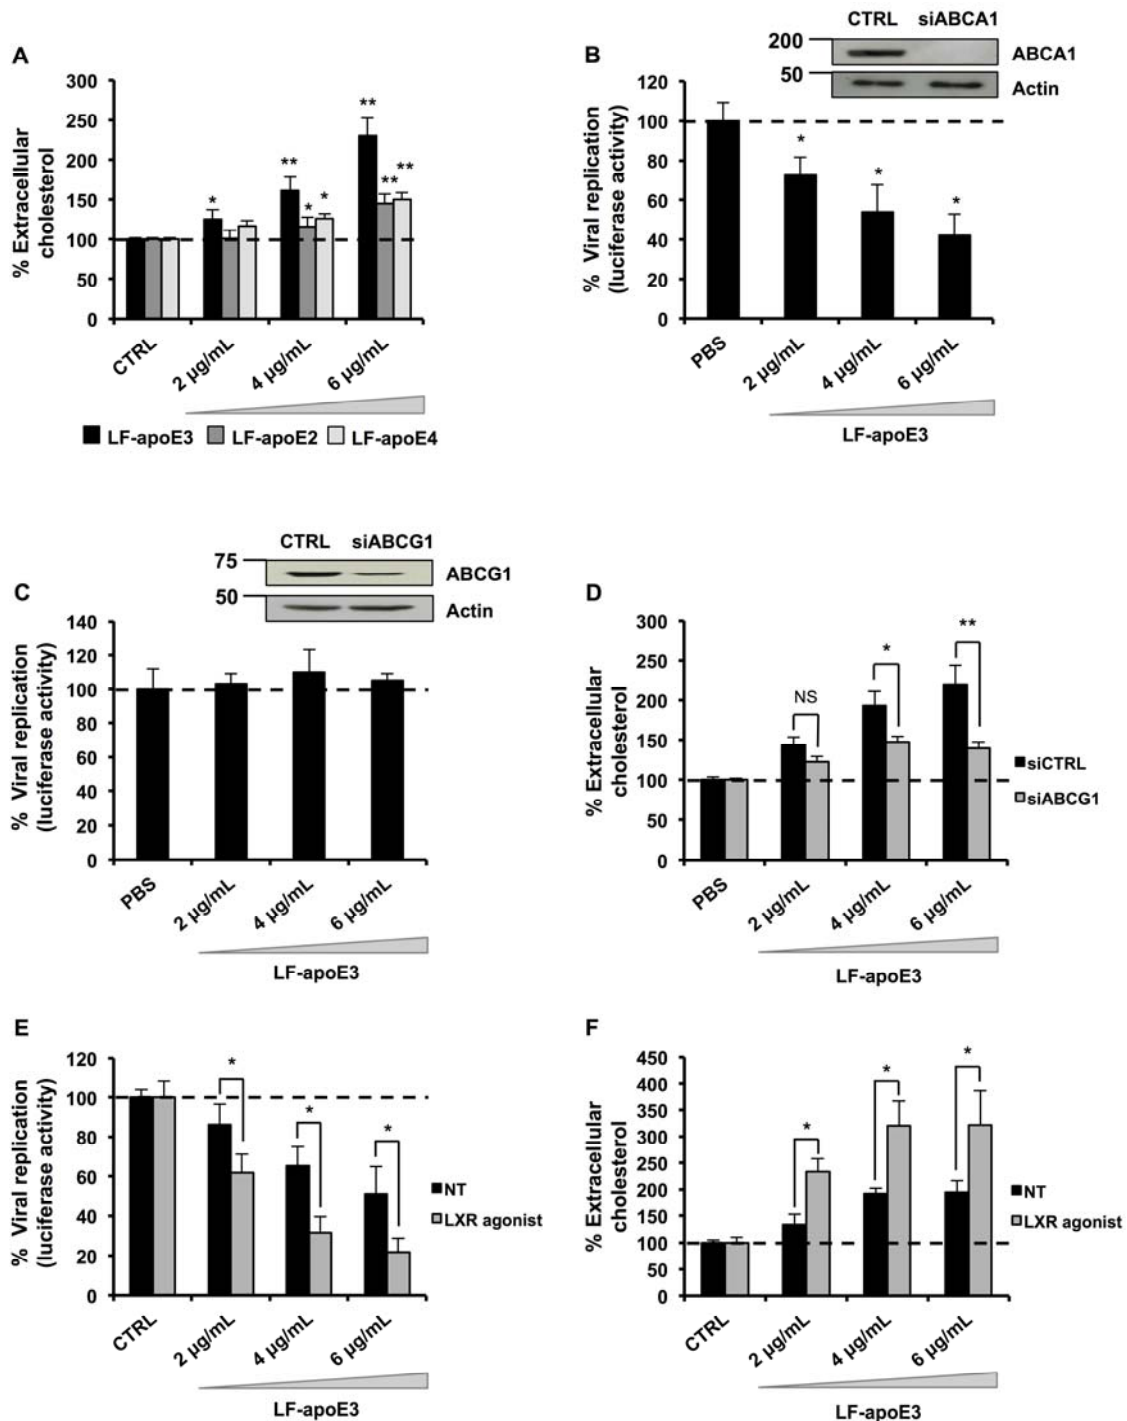 A
% Extracellular
cholesterol
300
250
200
150
100
50
0
*
**
*
*
**
**
**
CTRL
2 µg/mL
4 µg/mL
6 µg/mL
LF-apoE3 LF-apoE2 LF-apoE4
B
CTRL siABCA1
200
ABCA1
50
Actin
% Viral replication
(luciferase activity)
120
100
80
60
40
20
0
*
*
*
PBS
2 µg/mL
4 µg/mL
6 µg/mL
LF-apoE3
C
CTRL siABCG1
75
ABCG1
50
Actin
% Viral replication
(luciferase activity)
140
120
100
80
60
40
20
0
PBS
2 µg/mL
4 µg/mL
6 µg/mL
LF-apoE3
D
% Extracellular
cholesterol
300
250
200
150
100
50
0
NS
*
**
siCTRL
siABCG1
PBS
2 µg/mL
4 µg/mL
6 µg/mL
LF-apoE3
E
% Viral replication
(luciferase activity)
120
100
80
60
40
20
0
*
*
*
NT
LXR agonist
CTRL
2 µg/mL
4 µg/mL
6 µg/mL
LF-apoE3
F
% Extracellular
cholesterol
450
400
350
300
250
200
150
100
50
0
*
*
*
NT
LXR agonist
CTRL
2 µg/mL
4 µg/mL
6 µg/mL
LF-apoE3